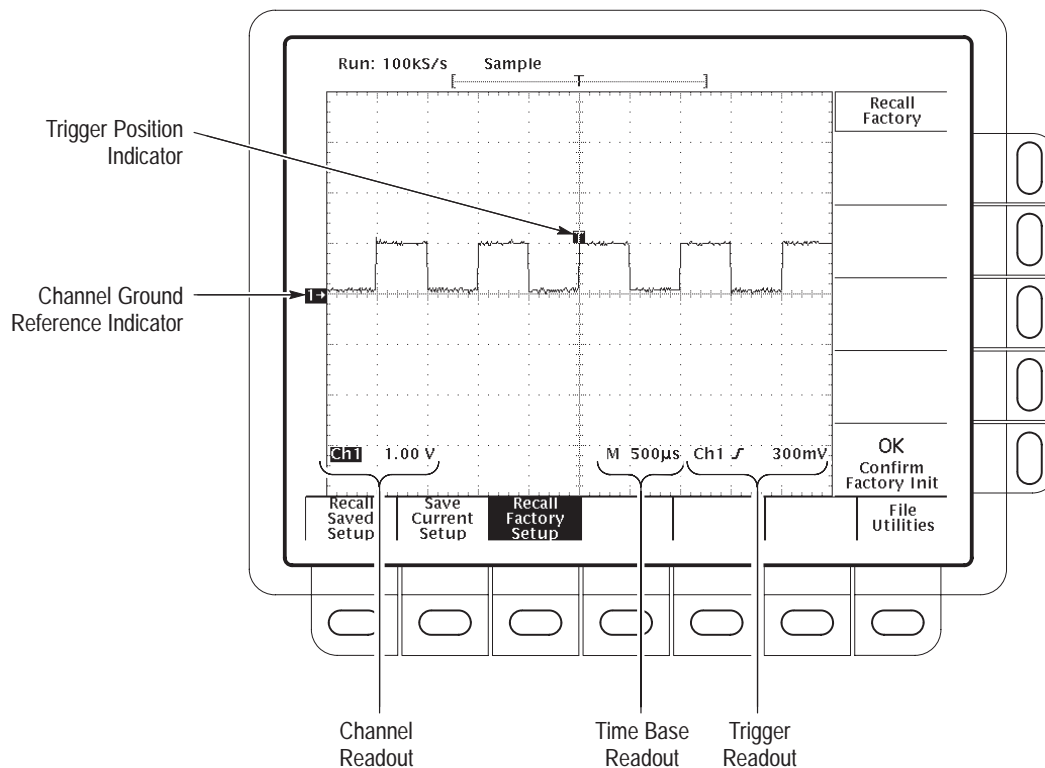 Run: 100kS/s Sample
[ T ]
Recall
Factory
Trigger Position
Indicator
T
Channel Ground
Reference Indicator
1→
Ch1 1.00 V M 500µs Ch1 300mV
OK
Confirm
Factory Init
Recall
Saved
Setup
Save
Current
Setup
Recall
Factory
Setup
File
Utilities
Channel
Readout
Time Base
Readout
Trigger
Readout